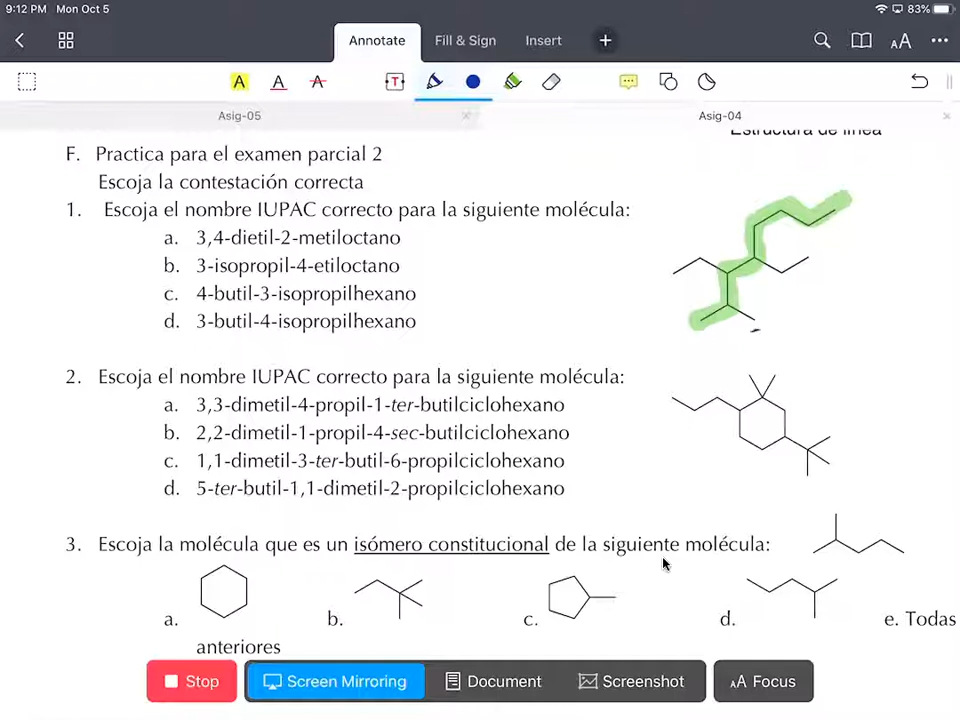 9:12 PM Mon Oct 5 83%
Annotate Fill & Sign Insert
AA
A A A T
Asig-05 Asig-04
Estructura de línea
F. Practica para el examen parcial 2
Escoja la contestación correcta
1. Escoja el nombre IUPAC correcto para la siguiente molécula:
a. 3,4-dietil-2-metiloctano
b. 3-isopropil-4-etiloctano
c. 4-butil-3-isopropilhexano
d. 3-butil-4-isopropilhexano
2. Escoja el nombre IUPAC correcto para la siguiente molécula:
a. 3,3-dimetil-4-propil-1-ter-butilciclohexano
b. 2,2-dimetil-1-propil-4-sec-butilciclohexano
c. 1,1-dimetil-3-ter-butil-6-propilciclohexano
d. 5-ter-butil-1,1-dimetil-2-propilciclohexano
3. Escoja la molécula que es un isómero constitucional de la siguiente molécula:
a. b. c. d. e. Todas
anteriores
Stop Screen Mirroring Document Screenshot AA Focus